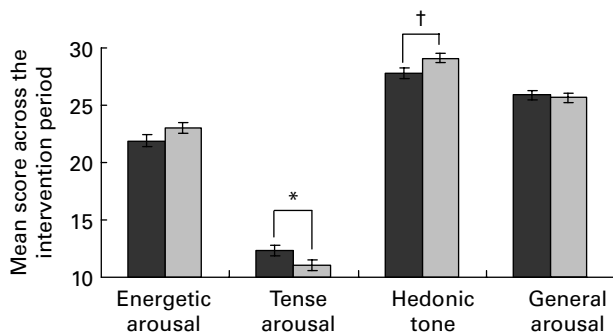 †
30
25
20
15
10
*
Mean score across the
intervention period
Energetic
arousal
Tense
arousal
Hedonic
tone
General
arousal